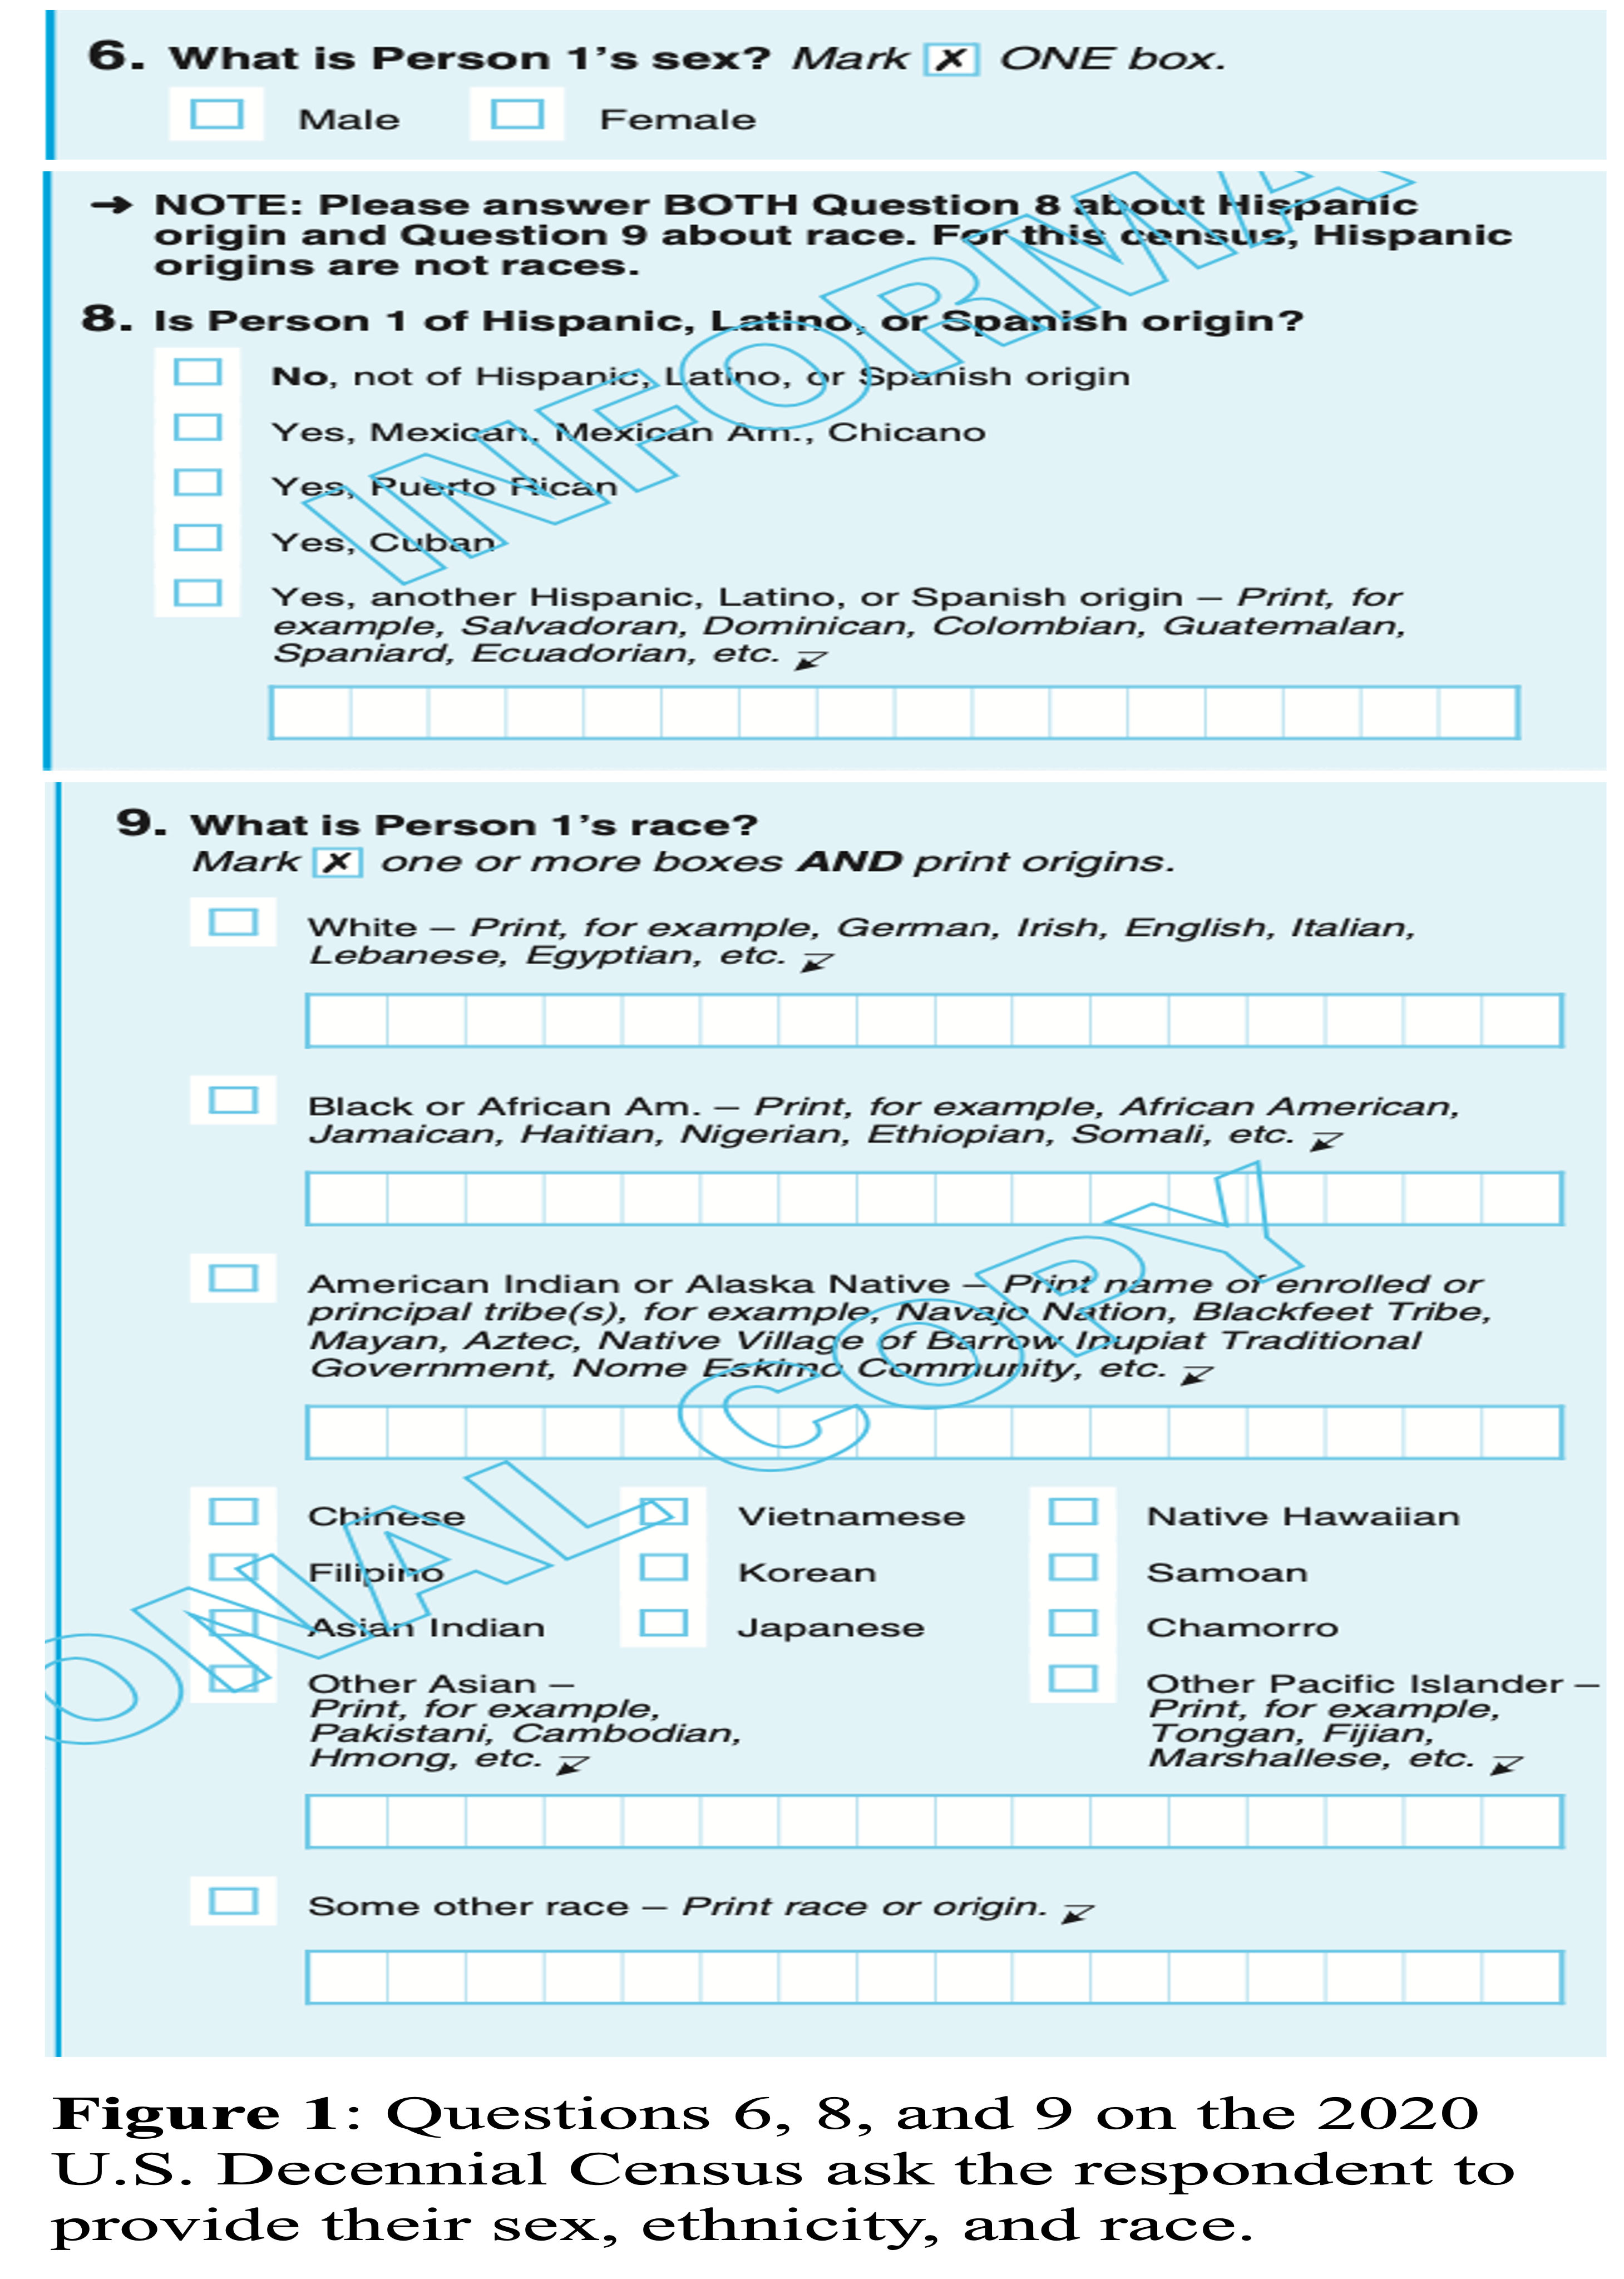 6. What is Person 1's sex? Mark X ONE box.
Male Female
→ NOTE: Please answer BOTH Question 8 about Hispanic
origin and Question 9 about race. For this census, Hispanic
origins are not races.
8. Is Person 1 of Hispanic, Latino, or Spanish origin?
No, not of Hispanic, Latino, or Spanish origin
Yes, Mexican, Mexican Am., Chicano
Yes, Puerto Rican
Yes, Cuban
Yes, another Hispanic, Latino, or Spanish origin – Print, for
example, Salvadoran, Dominican, Colombian, Guatemalan,
Spaniard, Ecuadorian, etc.
INFORMA
9. What is Person 1's race?
Mark X one or more boxes AND print origins.
White – Print, for example, German, Irish, English, Italian,
Lebanese, Egyptian, etc.
Black or African Am. – Print, for example, African American,
Jamaican, Haitian, Nigerian, Ethiopian, Somali, etc.
American Indian or Alaska Native – Print name of enrolled or
principal tribe(s), for example, Navajo Nation, Blackfeet Tribe,
Mayan, Aztec, Native Village of Barrow Inupiat Traditional
Government, Nome Eskimo Community, etc.
Chinese Vietnamese Native Hawaiian
Filipino Korean Samoan
Asian Indian Japanese Chamorro
Other Asian –
Print, for example,
Pakistani, Cambodian,
Hmong, etc.
Other Pacific Islander –
Print, for example,
Tongan, Fijian,
Marshallese, etc.
Some other race – Print race or origin.
ONAL COPY
Figure 1: Questions 6, 8, and 9 on the 2020
U.S. Decennial Census ask the respondent to
provide their sex, ethnicity, and race.